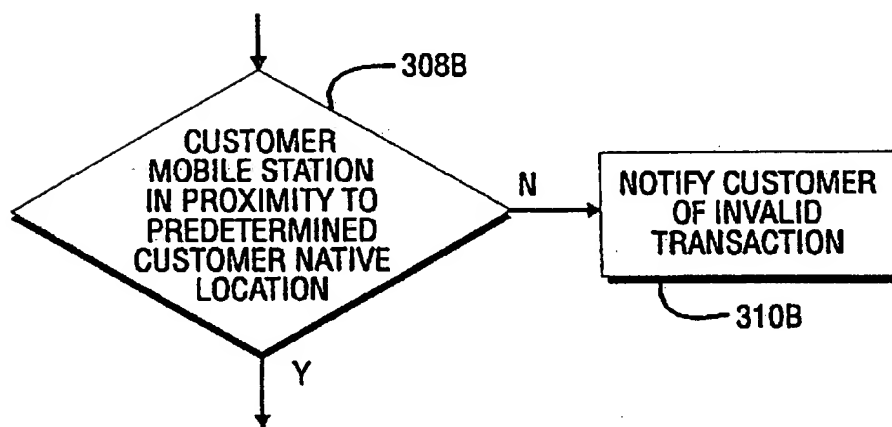 308B
CUSTOMER
MOBILE STATION
IN PROXIMITY TO
PREDETERMINED
CUSTOMER NATIVE
LOCATION
N
NOTIFY CUSTOMER
OF INVALID
TRANSACTION
310B
Y